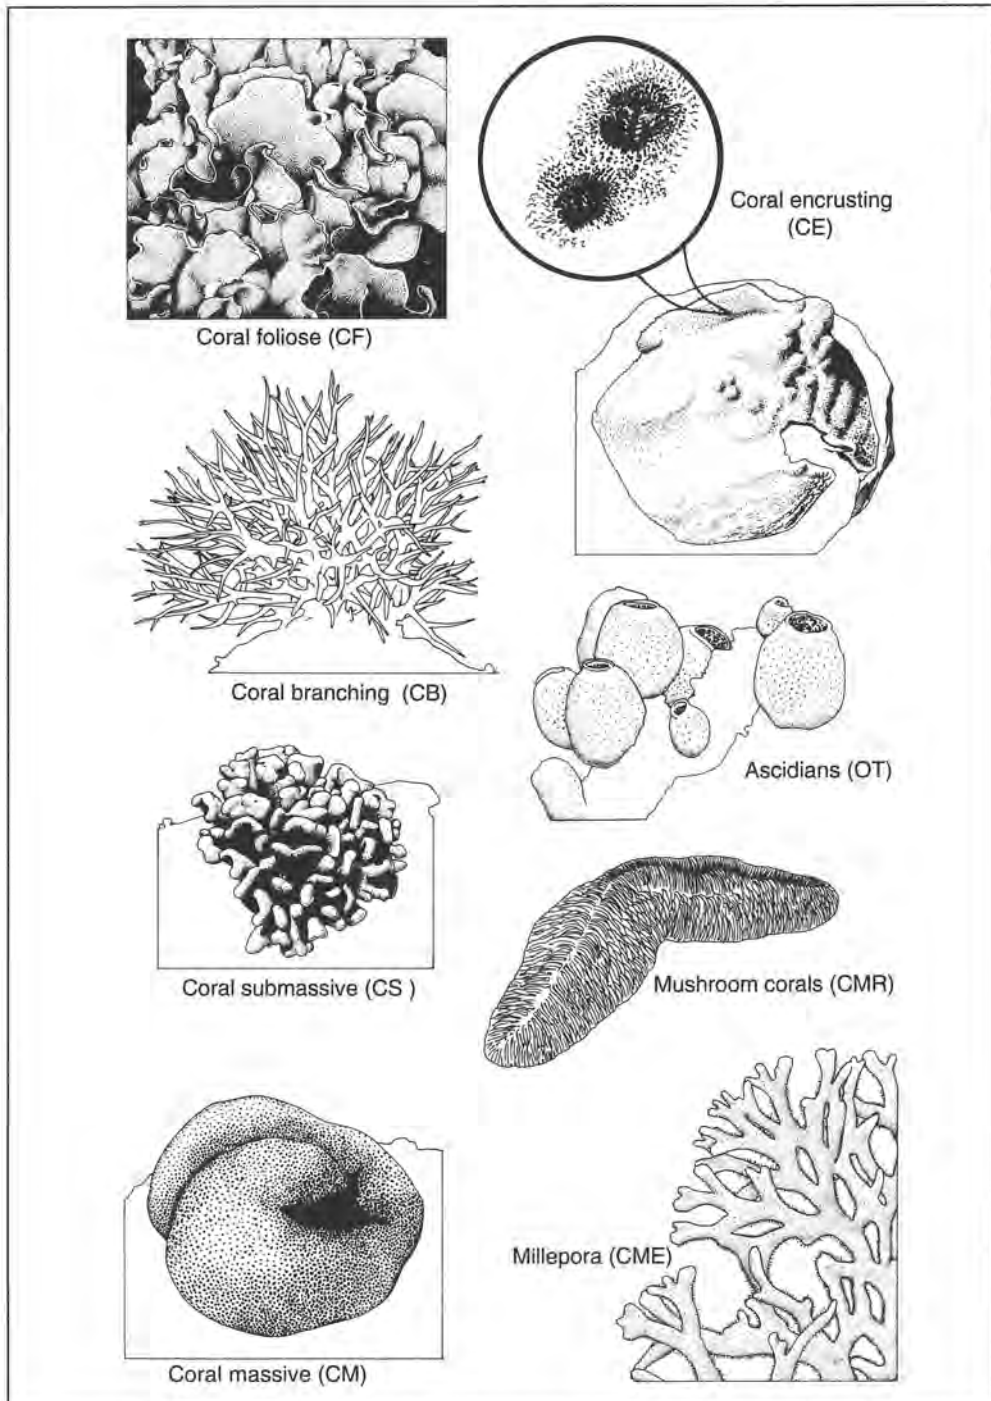 Coral foliose (CF)
Coral encrusting
(CE)
Coral branching (CB)
Ascidians (OT)
Coral submassive (CS )
Mushroom corals (CMR)
Millepora (CME)
Coral massive (CM)